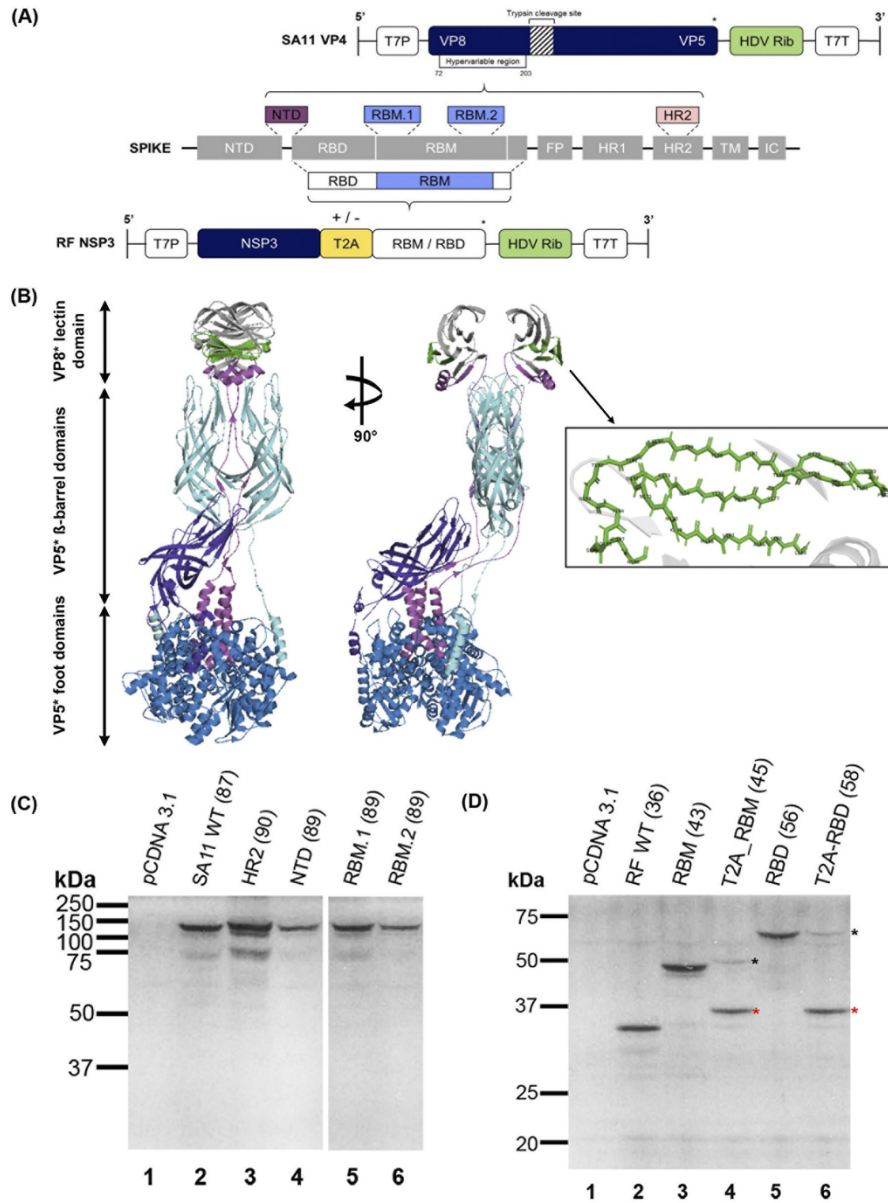 (A)
Trypsin cleavage site
5’ 3’
SA11 VP4 T7P VP8 VP5 * HDV Rib T7T
Hypervariable region
72 203
NTD RBM.1 RBM.2 HR2
SPIKE NTD RBD RBM FP HR1 HR2 TM IC
RBD RBM
5’ + / - * 3’
RF NSP3 T7P NSP3 T2A RBM / RBD HDV Rib T7T
(B)
VP8* lectin domain
VP5* ß-barrel domains
VP5* foot domains
90°
(C)
pCDNA 3.1
SA11 WT (87)
HR2 (90)
NTD (89)
RBM.1 (89)
RBM.2 (89)
kDa
250
150
100
75
50
37
1 2 3 4 5 6
(D)
pCDNA 3.1
RF WT (36)
RBM (43)
T2A_RBM (45)
RBD (56)
T2A-RBD (58)
kDa
75 *
50 *
37 * *
25
20
1 2 3 4 5 6